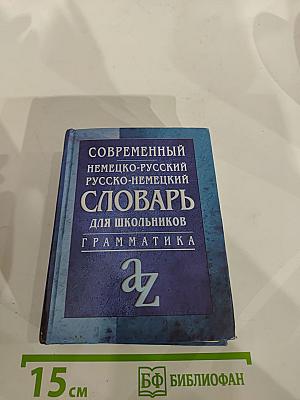 СОВРЕМЕННЫЙ
НЕМЕЦКО-РУССКИЙ
РУССКО-НЕМЕЦКИЙ
СЛОВАРЬ
ДЛЯ ШКОЛЬНИКОВ
ГРАММАТИКА
aZ
15 см
БФ БИБЛИОФАН